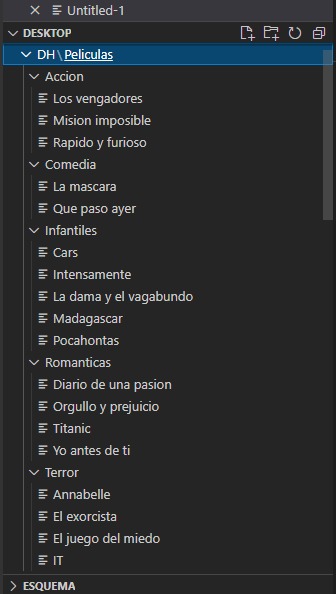 Untitled-1
DESKTOP
DH \ Peliculas
Accion
Los vengadores
Mision imposible
Rapido y furioso
Comedia
La mascara
Que paso ayer
Infantiles
Cars
Intensamente
La dama y el vagabundo
Madagascar
Pocahontas
Romanticas
Diario de una pasion
Orgullo y prejuicio
Titanic
Yo antes de ti
Terror
Annabelle
El exorcista
El juego del miedo
IT
ESQUEMA